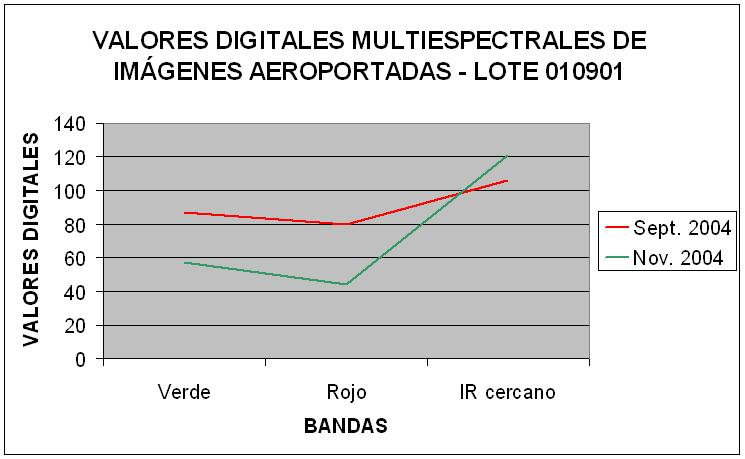 VALORES DIGITALES MULTIESPECTRALES DE
IMÁGENES AEROPORTADAS - LOTE 010901
VALORES DIGITALES
140
120
100
80
60
40
20
0
Verde
Rojo
IR cercano
BANDAS
Sept. 2004
Nov. 2004